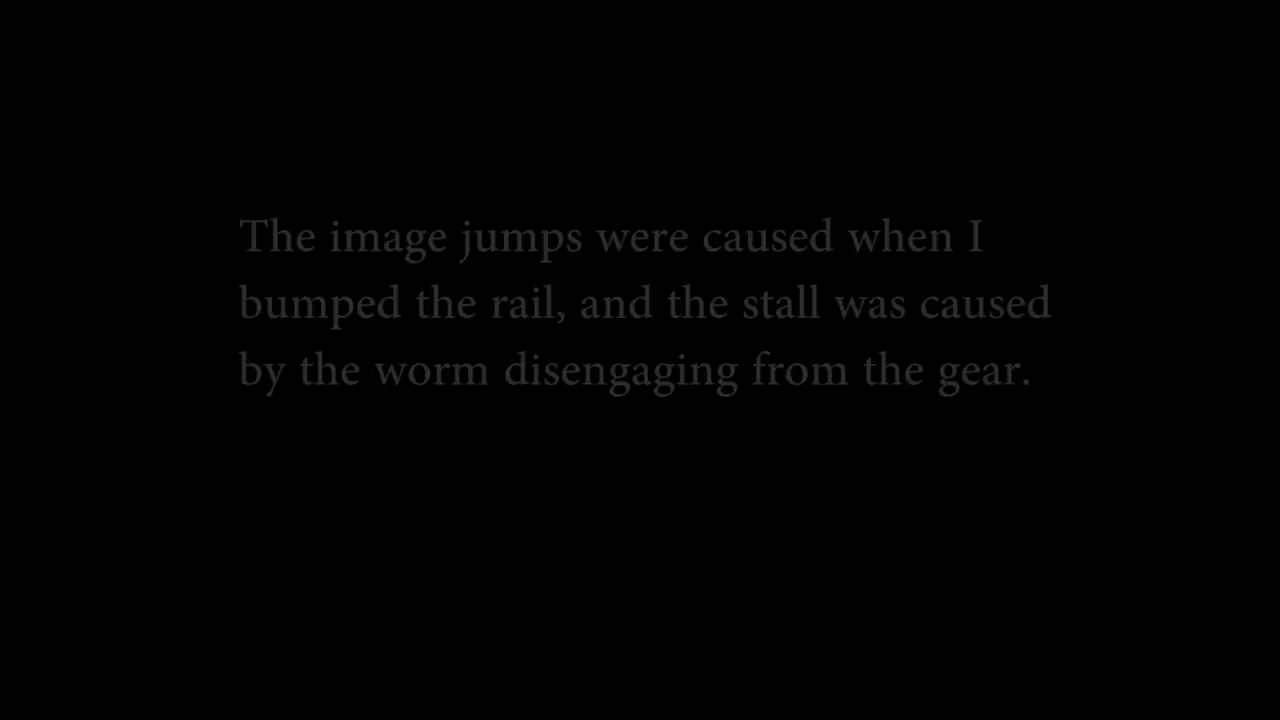 The image jumps were caused when I
bumped the rail, and the stall was caused
by the worm disengaging from the gear.